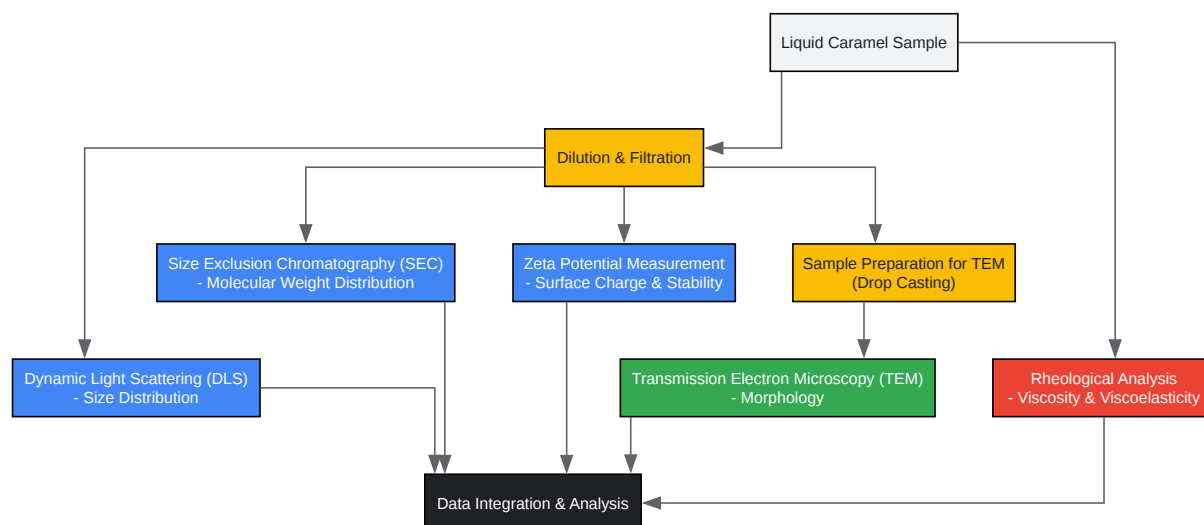 Liquid Caramel Sample
Dilution & Filtration
Size Exclusion Chromatography (SEC)
- Molecular Weight Distribution
Zeta Potential Measurement
- Surface Charge & Stability
Sample Preparation for TEM
(Drop Casting)
Dynamic Light Scattering (DLS)
- Size Distribution
Transmission Electron Microscopy (TEM)
- Morphology
Rheological Analysis
- Viscosity & Viscoelasticity
Data Integration & Analysis